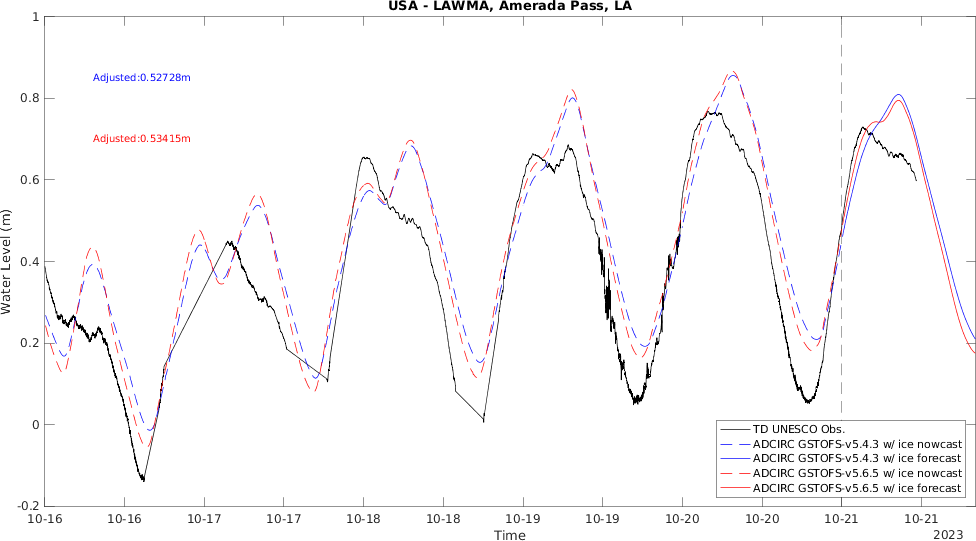 USA - LAWMA, Amerada Pass, LA
1
0.8
0.6
0.4
0.2
0
-0.2
Water Level (m)
Adjusted:0.52728m
Adjusted:0.53415m
TD UNESCO Obs.
ADCIRC GSTOFS-v5.4.3 w/ ice nowcast
ADCIRC GSTOFS-v5.4.3 w/ ice forecast
ADCIRC GSTOFS-v5.6.5 w/ ice nowcast
ADCIRC GSTOFS-v5.6.5 w/ ice forecast
10-16 10-16 10-17 10-17 10-18 10-18 10-19 10-19 10-20 10-20 10-21 10-21
Time
2023